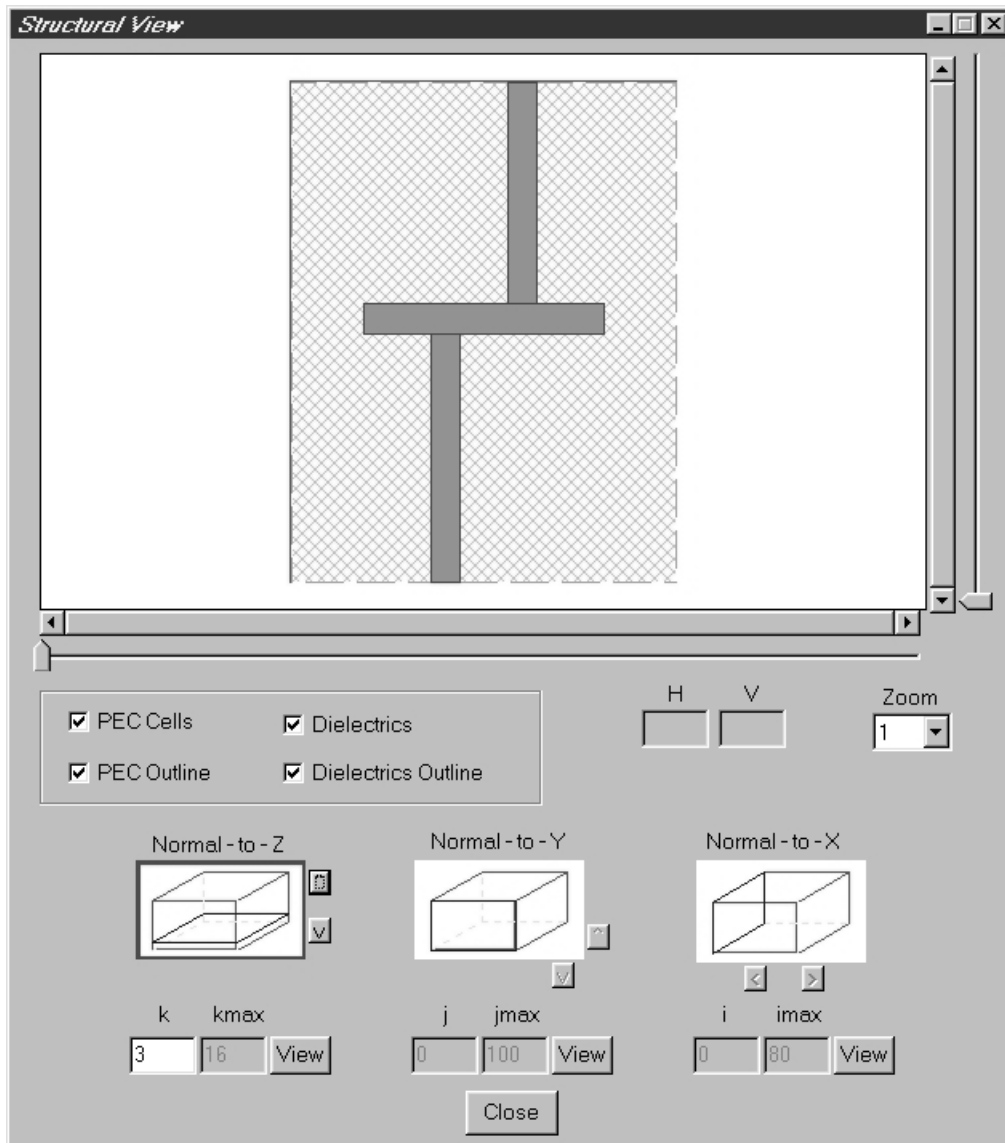 Structural View
H V Zoom
1
PEC Cells Dielectrics
PEC Outline Dielectrics Outline
Normal - to - Z Normal - to - Y Normal - to - X
k kmax j jmax i imax
3 16 View 0 100 View 0 80 View
Close